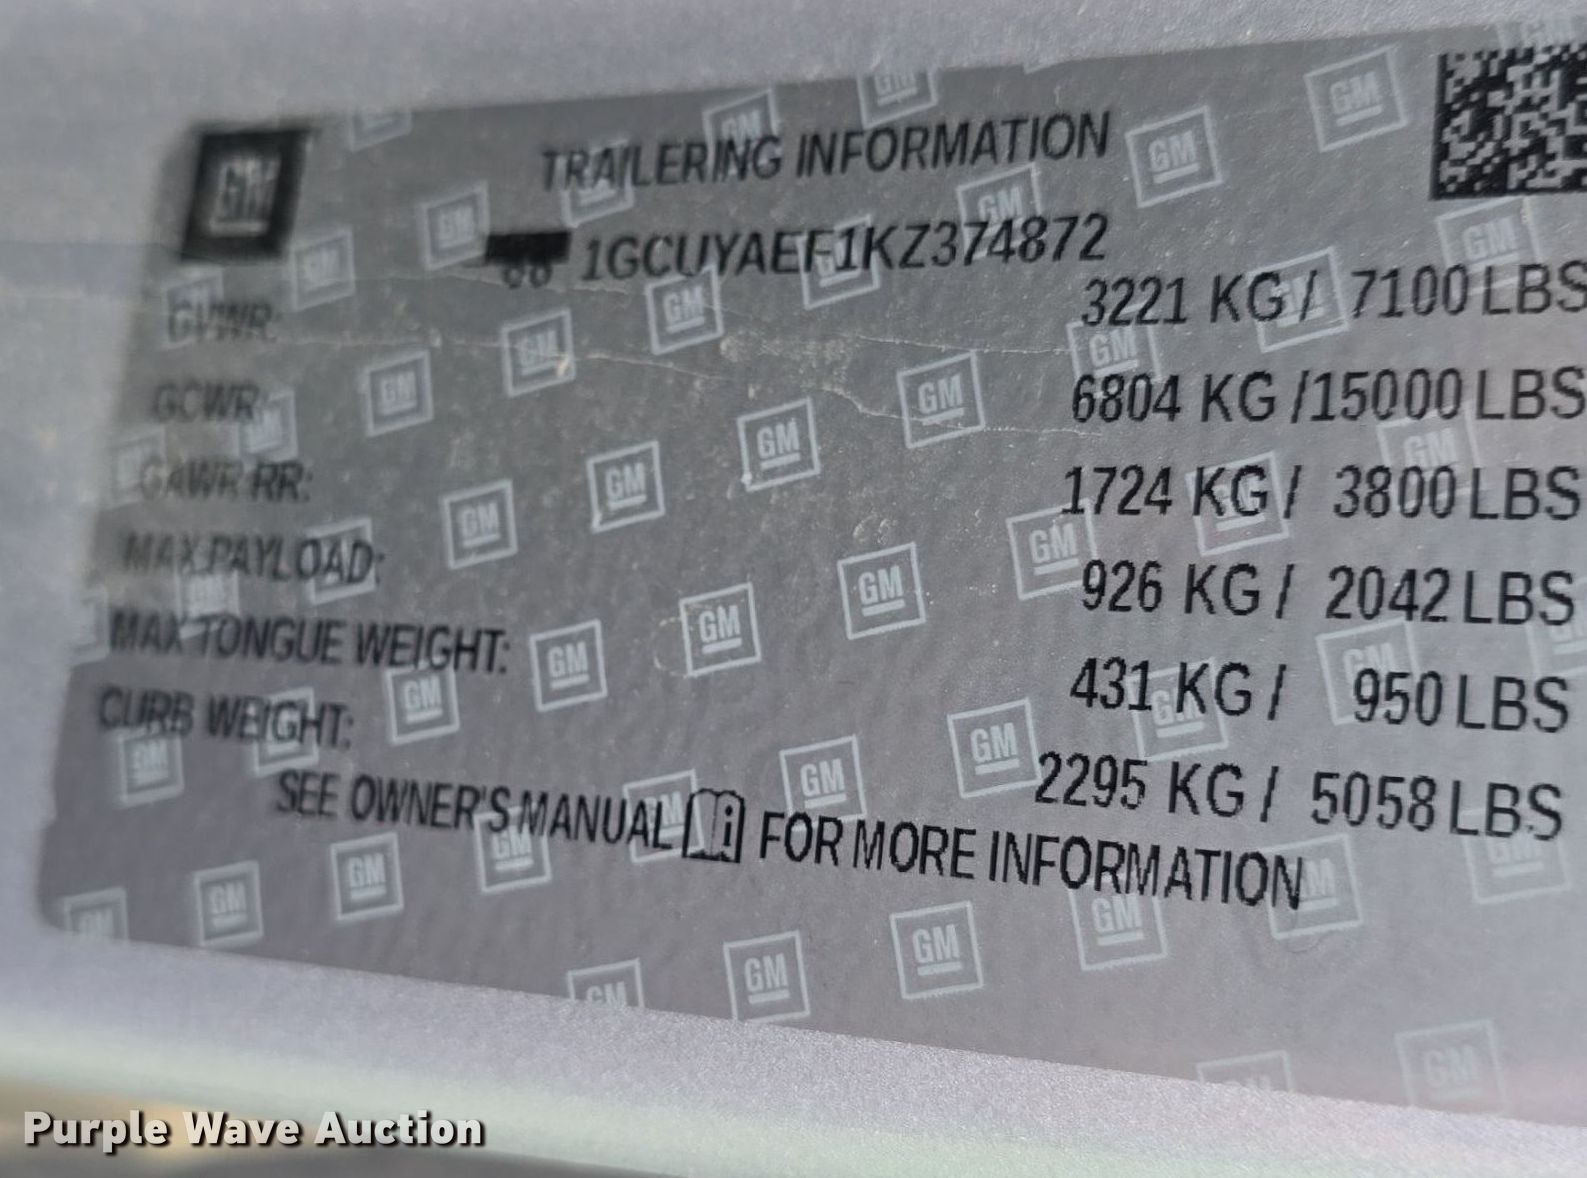 GM
TRAILERING INFORMATION
1GCUYAEF1KZ374872
GVWR: 3221 KG / 7100 LBS
GCWR: 6804 KG /15000 LBS
GAWR RR: 1724 KG / 3800 LBS
MAX PAYLOAD: 926 KG / 2042 LBS
MAX TONGUE WEIGHT: 431 KG / 950 LBS
CURB WEIGHT: 2295 KG / 5058 LBS
SEE OWNER'S MANUAL FOR MORE INFORMATION
Purple Wave Auction